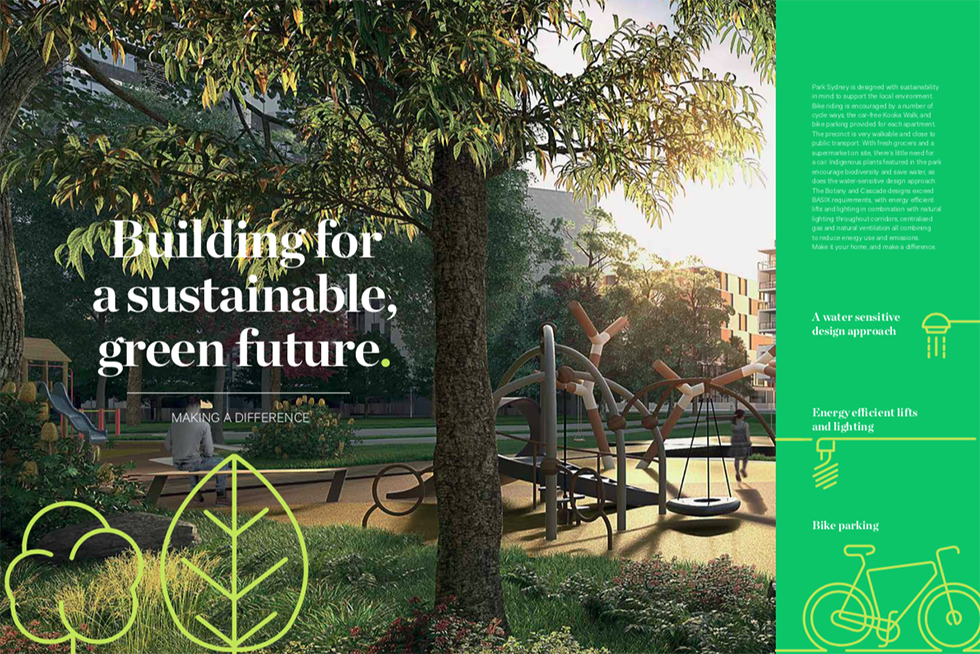 Building for
a sustainable,
green future.
MAKING A DIFFERENCE
Park Sydney is designed with sustainability
in mind to support the local environment.
Bike riding is encouraged by a number of
cycle ways, the car-free Kooka Walk, and
bike parking provided for each apartment.
The precinct is very walkable and close to
public transport. With fresh grocers and a
supermarket on site, there's little need for
a car. Indigenous plants featured in the park
encourage biodiversity and save water, as
does the water-sensitive design approach.
The Botany and Cascade designs exceed
BASIX requirements, with energy efficient
lifts and lighting in combination with natural
lighting throughout corridors, centralised
gas and natural ventilation all combining
to reduce energy use and emissions.
Make it your home, and make a difference.
A water sensitive
design approach
Energy efficient lifts
and lighting
Bike parking